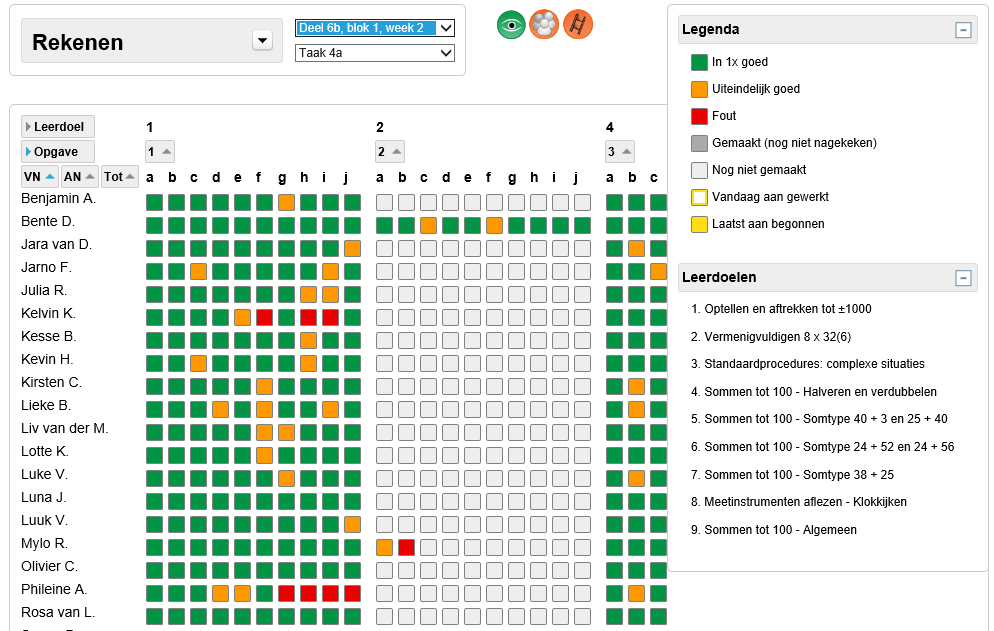 Rekenen
Deel 6b, blok 1, week 2
Taak 4a
Leerdoel 1 2 4
Opgave 1 2 3
VN AN Tot a b c d e f g h i j a b c d e f g h i j a b c
Benjamin A.
Bente D.
Jara van D.
Jarno F.
Julia R.
Kelvin K.
Kesse B.
Kevin H.
Kirsten C.
Lieke B.
Liv van der M.
Lotte K.
Luke V.
Luna J.
Luuk V.
Mylo R.
Olivier C.
Phileine A.
Rosa van L.
Legenda
In 1x goed
Uiteindelijk goed
Fout
Gemaakt (nog niet nagekeken)
Nog niet gemaakt
Vandaag aan gewerkt
Laatst aan begonnen
Leerdoelen
1. Optellen en aftrekken tot ±1000
2. Vermenigvuldigen 8 x 32(6)
3. Standaardprocedures: complexe situaties
4. Sommen tot 100 - Halveren en verdubbelen
5. Sommen tot 100 - Somtype 40 + 3 en 25 + 40
6. Sommen tot 100 - Somtype 24 + 52 en 24 + 56
7. Sommen tot 100 - Somtype 38 + 25
8. Meetinstrumenten aflezen - Klokkijken
9. Sommen tot 100 - Algemeen